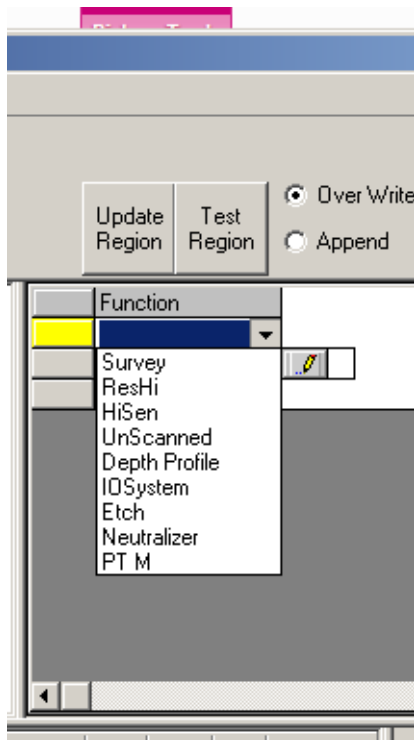 Update
Region
Test
Region
Over Write
Append
Function
Survey
ResHi
HiSen
UnScanned
Depth Profile
IOSystem
Etch
Neutralizer
PT M